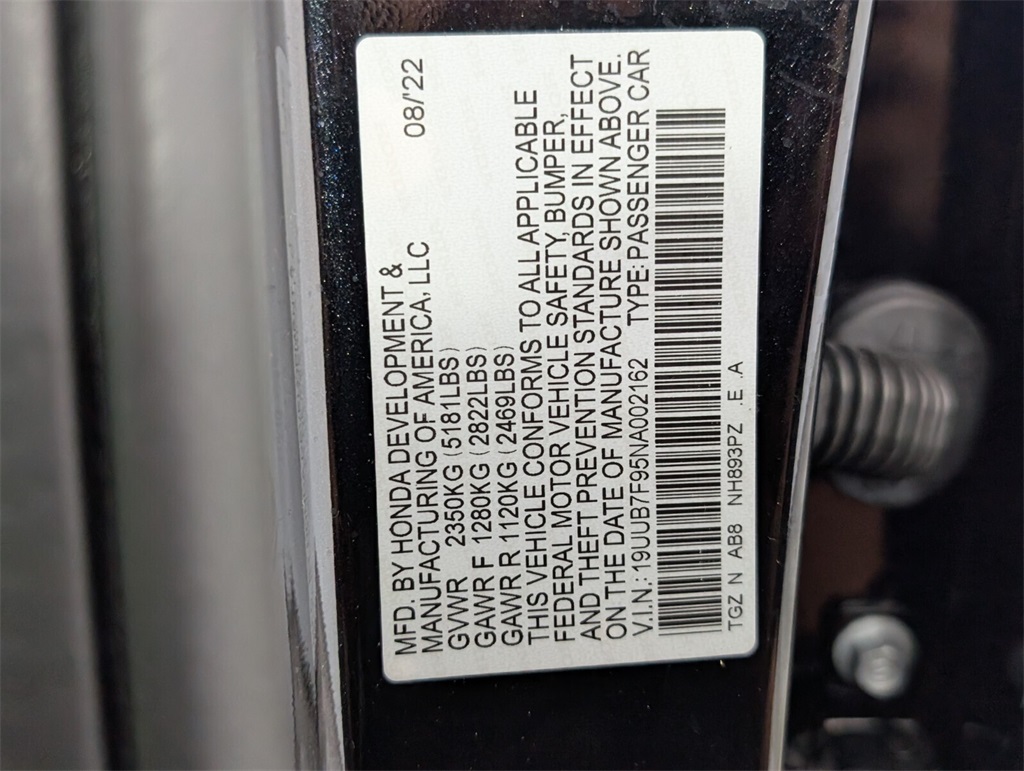 MFD. BY HONDA DEVELOPMENT &
MANUFACTURING OF AMERICA, LLC 08/'22
GVWR 2350KG (5181LBS)
GAWR F 1280KG (2822LBS)
GAWR R 1120KG (2469LBS)
THIS VEHICLE CONFORMS TO ALL APPLICABLE
FEDERAL MOTOR VEHICLE SAFETY, BUMPER,
AND THEFT PREVENTION STANDARDS IN EFFECT
ON THE DATE OF MANUFACTURE SHOWN ABOVE.
V.I.N.: 19UUB7F95NA002162 TYPE: PASSENGER CAR
TGZ N AB8 NH893PZ .E .A